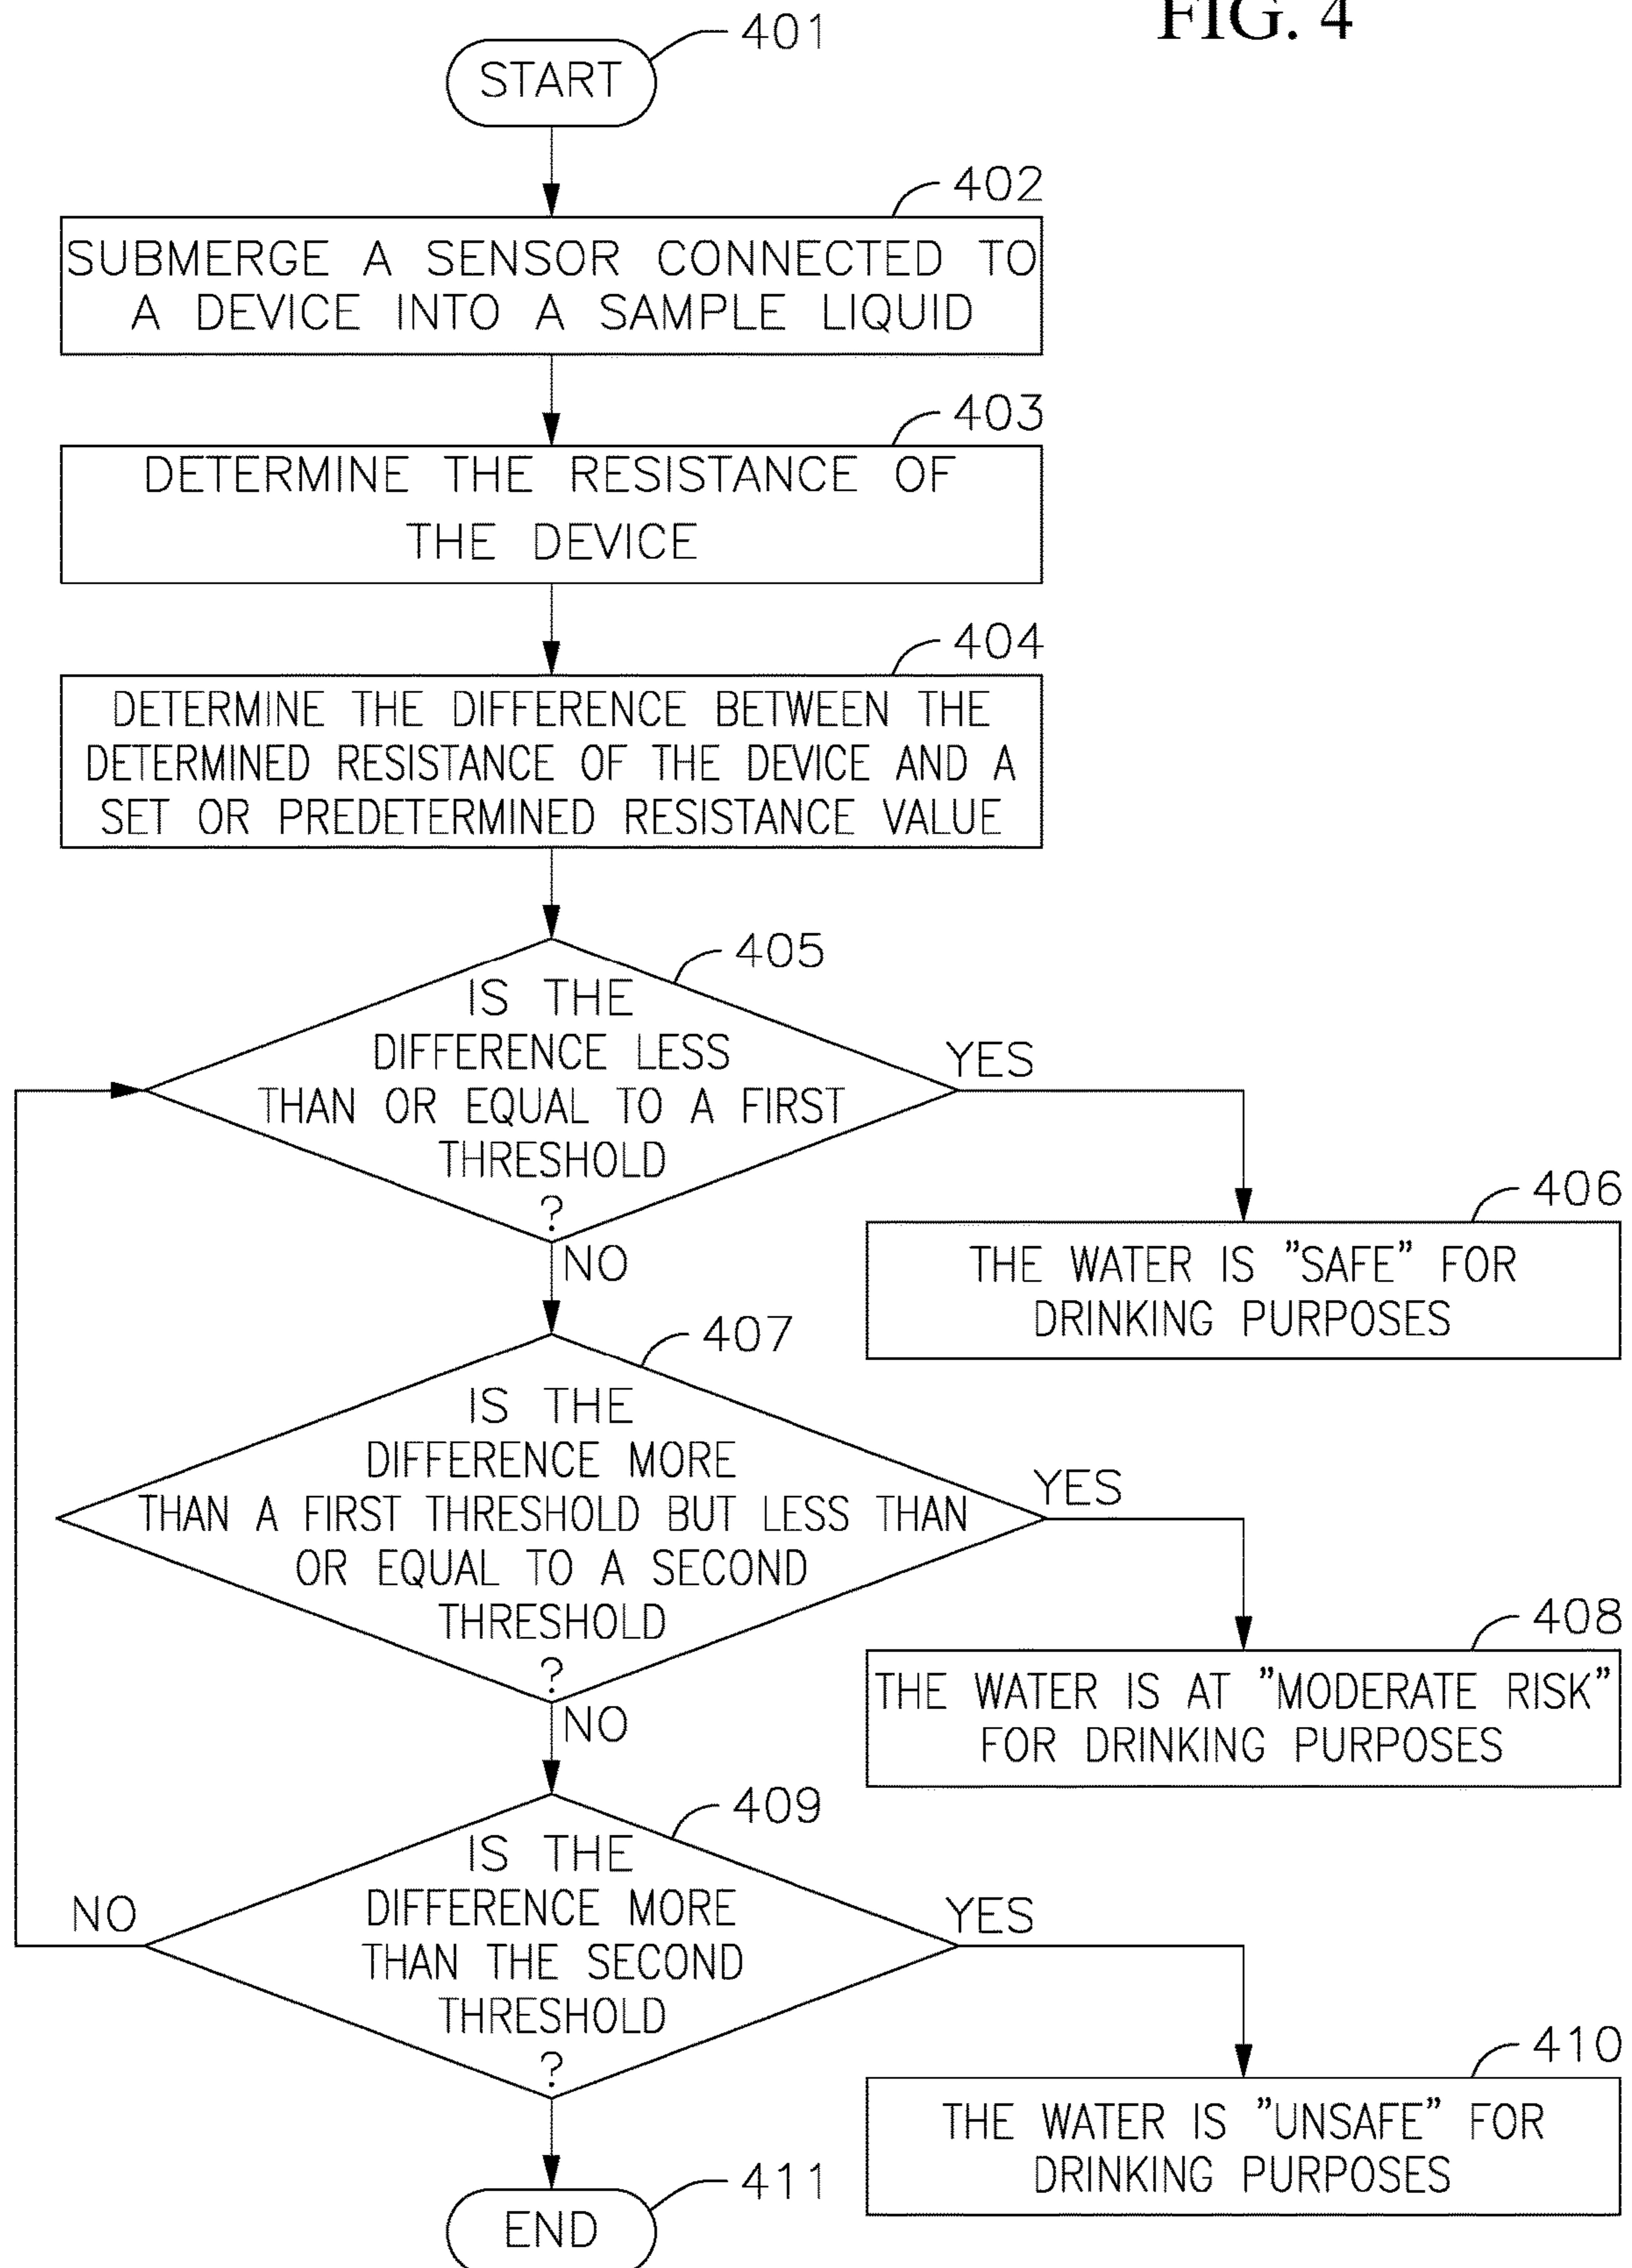 FIG. 4
401
START
402
SUBMERGE A SENSOR CONNECTED TO
A DEVICE INTO A SAMPLE LIQUID
403
DETERMINE THE RESISTANCE OF
THE DEVICE
404
DETERMINE THE DIFFERENCE BETWEEN THE
DETERMINED RESISTANCE OF THE DEVICE AND A
SET OR PREDETERMINED RESISTANCE VALUE
405
IS THE
DIFFERENCE LESS
THAN OR EQUAL TO A FIRST
THRESHOLD
?
YES
406
THE WATER IS "SAFE" FOR
DRINKING PURPOSES
NO
407
IS THE
DIFFERENCE MORE
THAN A FIRST THRESHOLD BUT LESS THAN
OR EQUAL TO A SECOND
THRESHOLD
?
YES
408
THE WATER IS AT "MODERATE RISK"
FOR DRINKING PURPOSES
NO
409
IS THE
DIFFERENCE MORE
THAN THE SECOND
THRESHOLD
?
NO
YES
410
THE WATER IS "UNSAFE" FOR
DRINKING PURPOSES
411
END